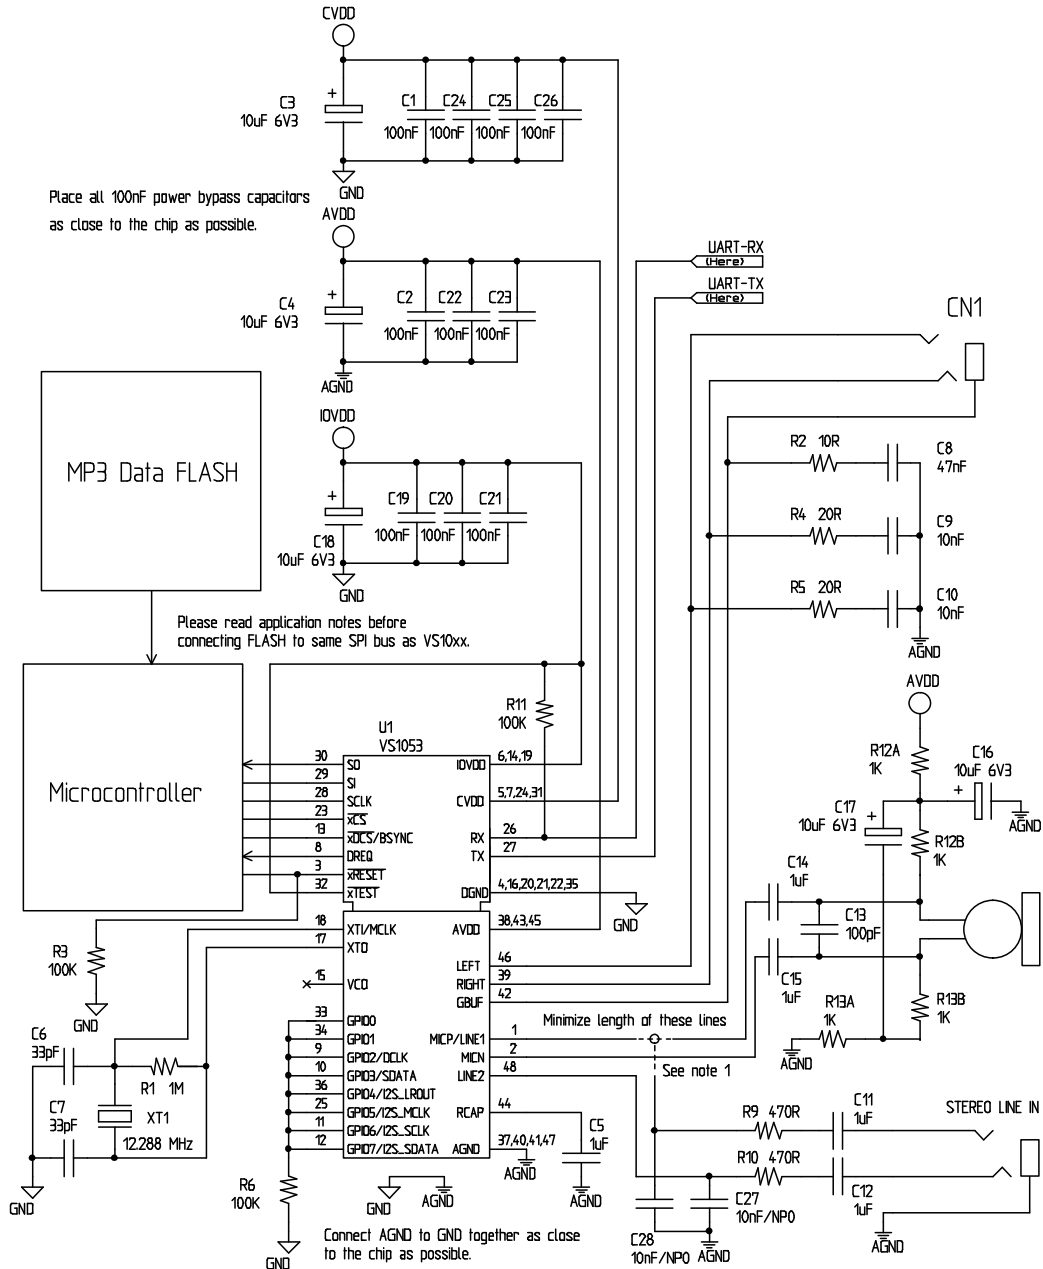 CVDD
C3
10uF 6V3
+
C1 C24 C25 C26
100nF 100nF 100nF 100nF
GND
Place all 100nF power bypass capacitors
as close to the chip as possible.
AVDD
C4
10uF 6V3
+
C2 C22 C23
100nF 100nF 100nF
AGND
UART-RX
(Here)
UART-TX
(Here)
CN1
IOVDD
+
C18
10uF 6V3
C19 C20 C21
100nF 100nF 100nF
GND
MP3 Data FLASH
Please read application notes before
connecting FLASH to same SPI bus as VS10xx.
R2 10R
C8
47nF
R4 20R
C9
10nF
R5 20R
C10
10nF
AGND
Microcontroller
R11
100K
U1
VS1053
30 SO
29 SI
28 SCLK
23 xCS
13 xDCS/BSYNC
8 DREQ
3 xRESET
32 xTEST
IOVDD 6,14,19
CVDD 5,7,24,31
RX 26
TX 27
DGND 4,16,20,21,22,35
GND
18 XTI/MCLK
17 XTO
15 VCO
33 GPIO0
34 GPIO1
9 GPIO2/DCLK
10 GPIO3/SDATA
36 GPIO4/I2S_LROUT
25 GPIO5/I2S_MCLK
11 GPIO6/I2S_SCLK
12 GPIO7/I2S_SDATA
AVDD 38,43,45
LEFT 46
RIGHT 39
GBUF 42
MICP/LINE1 1
MICN 2
LINE2 48
RCAP 44
AGND 37,40,41,47
AGND
C5
1uF
AGND
AVDD
R12A
1K
C16
10uF 6V3
+
AGND
C17
10uF 6V3
+
R12B
1K
C14
1uF
C13
100pF
C15
1uF
R13A
1K
R13B
1K
AGND
Minimize length of these lines
See note 1
R3
100K
GND
C6
33pF
R1 1M
C7
33pF
XT1
12.288 MHz
GND
R6
100K
GND
GND
AGND
Connect AGND to GND together as close
to the chip as possible.
STEREO LINE IN
R9 470R
C11
1uF
R10 470R
C12
1uF
C27
10nF/NPO
C28
10nF/NPO
AGND
AGND